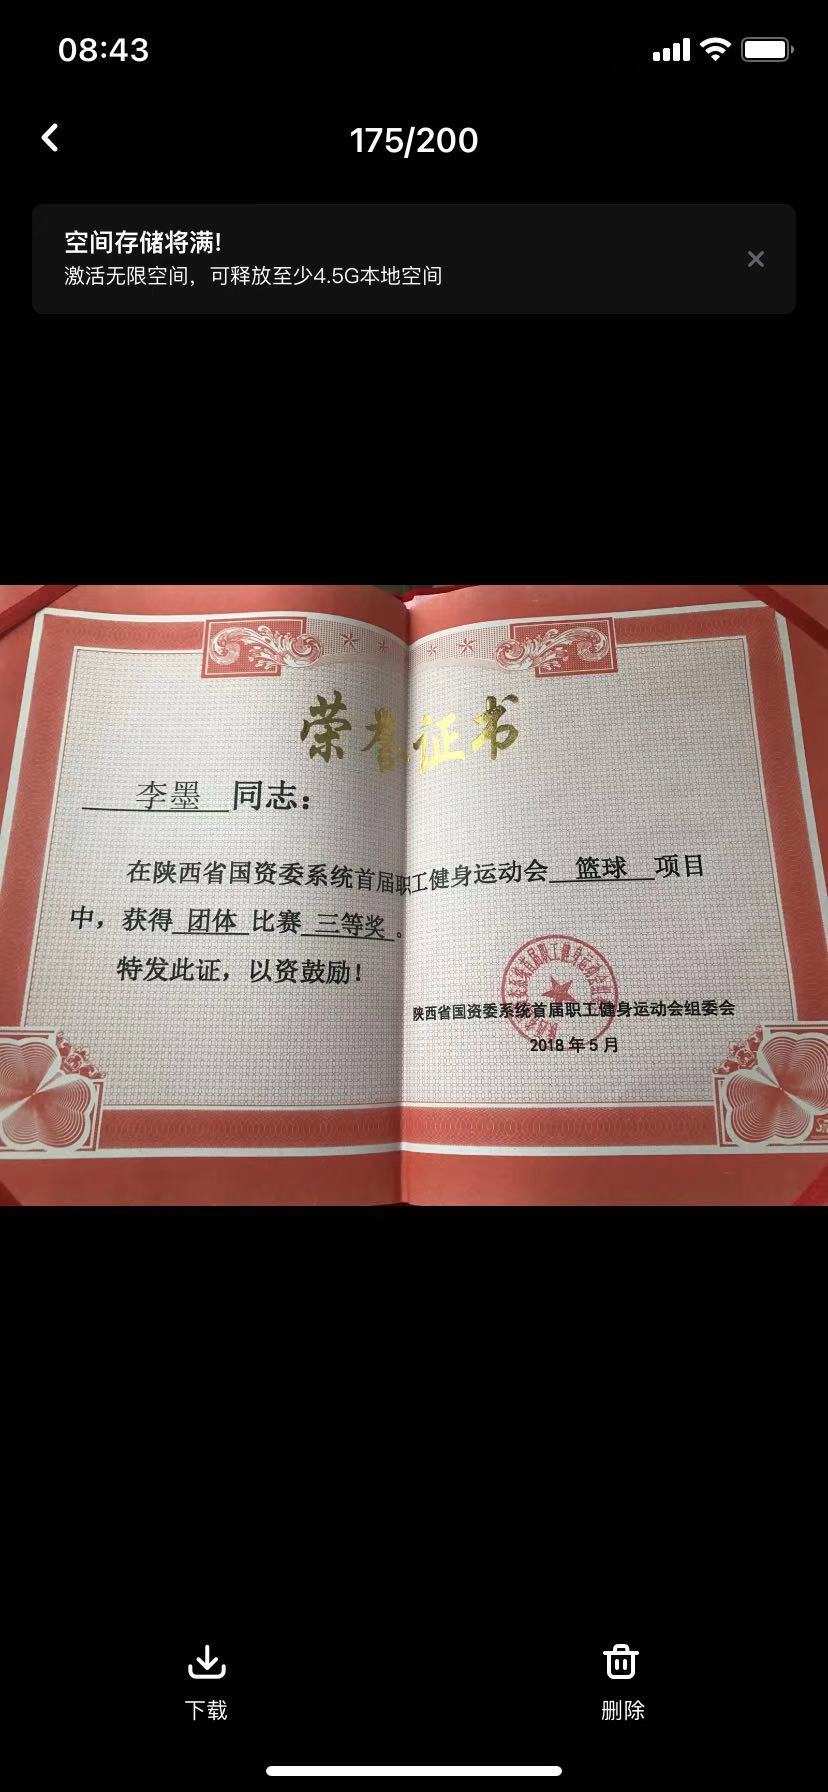 08:43
175/200
空间存储将满!
激活无限空间，可释放至少4.5G本地空间
荣誉证书
李墨 同志：
在陕西省国资委系统首届职工健身运动会 篮球 项目
中，获得 团体 比赛 三等奖 。
特发此证，以资鼓励！
陕西省国资委系统首届职工健身运动会组委会
2018 年 5 月
下载
删除